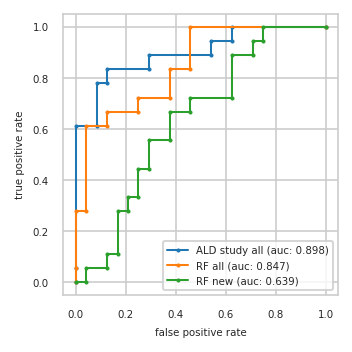 1.0
0.8
0.6
0.4
0.2
0.0
true positive rate
ALD study all (auc: 0.898)
RF all (auc: 0.847)
RF new (auc: 0.639)
0.0 0.2 0.4 0.6 0.8 1.0
false positive rate